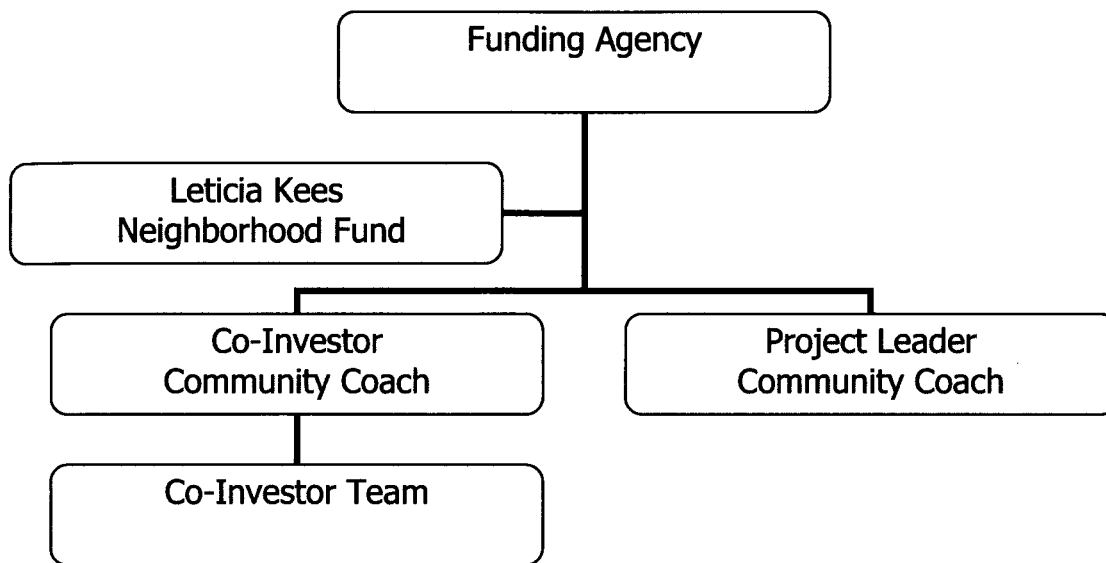 Funding Agency
Leticia Kees
Neighborhood Fund
Co-Investor
Community Coach
Project Leader
Community Coach
Co-Investor Team